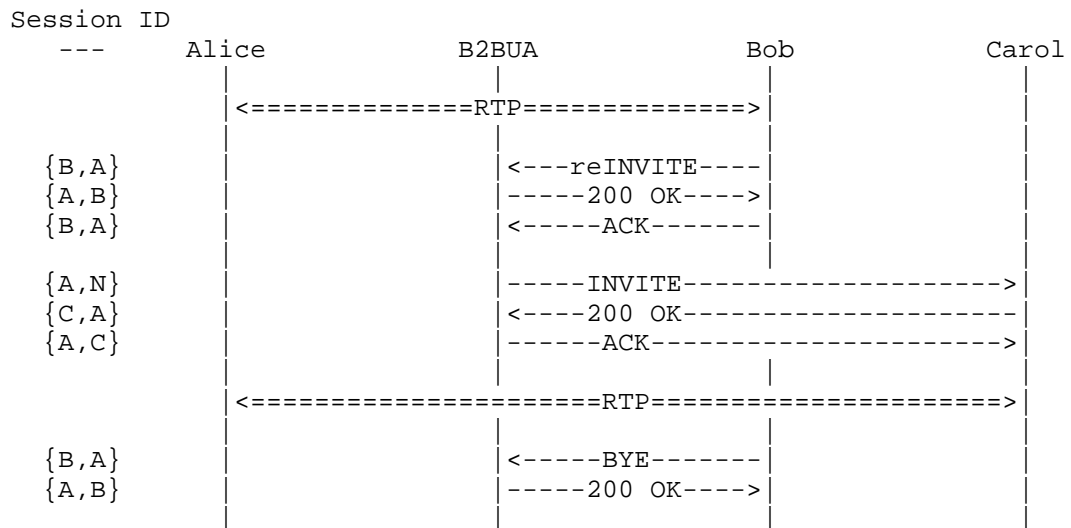 Session ID
--- Alice B2BUA Bob Carol
|<==============RTP==============>|
{B,A} |<---reINVITE----|
{A,B} |-----200 OK---->|
{B,A} |<-----ACK-------|
{A,N} |-----INVITE-------------------->|
{C,A} |<----200 OK---------------------|
{A,C} |------ACK---------------------->|
|<======================RTP======================>|
{B,A} |<-----BYE-------|
{A,B} |-----200 OK---->|